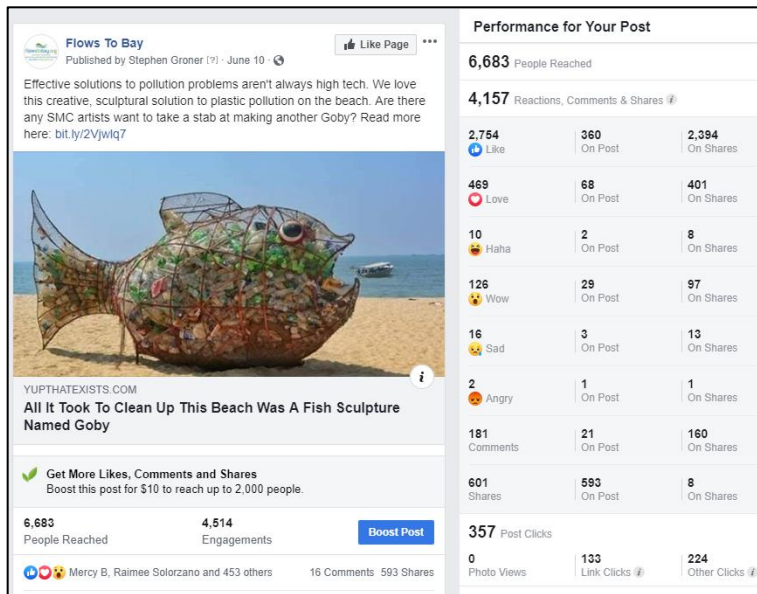 Flows To Bay
Published by Stephen Groner [?] · June 10 ·
Like Page
Effective solutions to pollution problems aren't always high tech. We love
this creative, sculptural solution to plastic pollution on the beach. Are there
any SMC artists want to take a stab at making another Goby? Read more
here: bit.ly/2Vjwlq7
i
YUPTHATEXISTS.COM
All It Took To Clean Up This Beach Was A Fish Sculpture
Named Goby
Get More Likes, Comments and Shares
Boost this post for $10 to reach up to 2,000 people.
6,683 4,514
People Reached Engagements
Boost Post
Mercy B, Raimee Solorzano and 453 others 16 Comments 593 Shares
Performance for Your Post
6,683 People Reached
4,157 Reactions, Comments & Shares i
2,754 360 2,394
Like On Post On Shares
469 68 401
Love On Post On Shares
10 2 8
Haha On Post On Shares
126 29 97
Wow On Post On Shares
16 3 13
Sad On Post On Shares
2 1 1
Angry On Post On Shares
181 21 160
Comments On Post On Shares
601 593 8
Shares On Post On Shares
357 Post Clicks
0 133 224
Photo Views Link Clicks i Other Clicks i